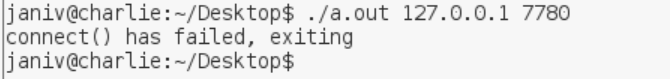 janiv@charlie:~/Desktop$ ./a.out 127.0.0.1 7780
connect() has failed, exiting
janiv@charlie:~/Desktop$